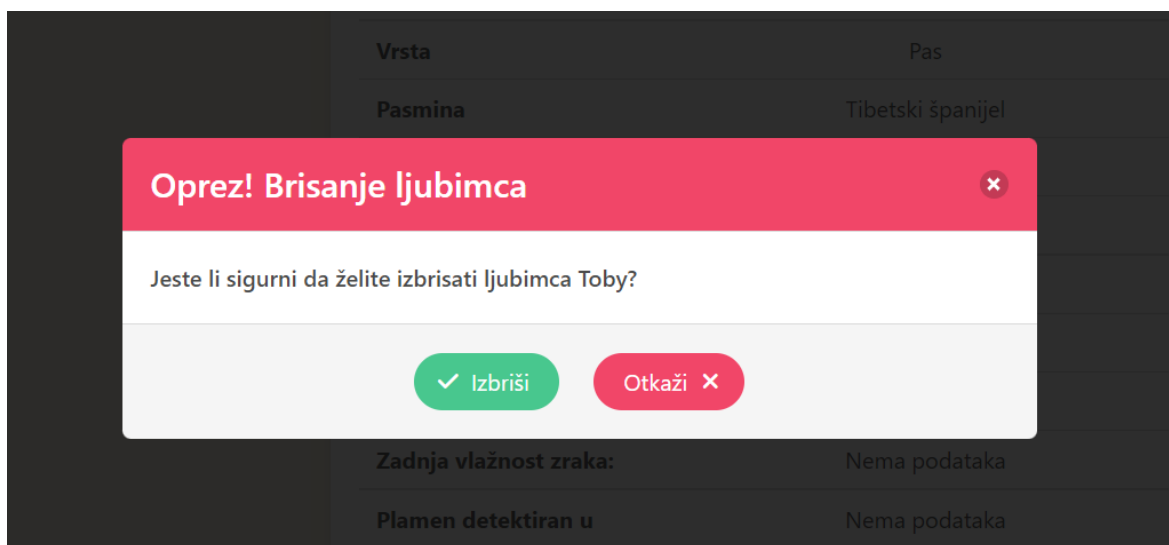 Vrsta Pas
Pasmina Tibetski španijel
Oprez! Brisanje ljubimca
Jeste li sigurni da želite izbrisati ljubimca Toby?
Izbriši Otkaži
Zadnja vlažnost zraka: Nema podataka
Plamen detektiran u Nema podataka